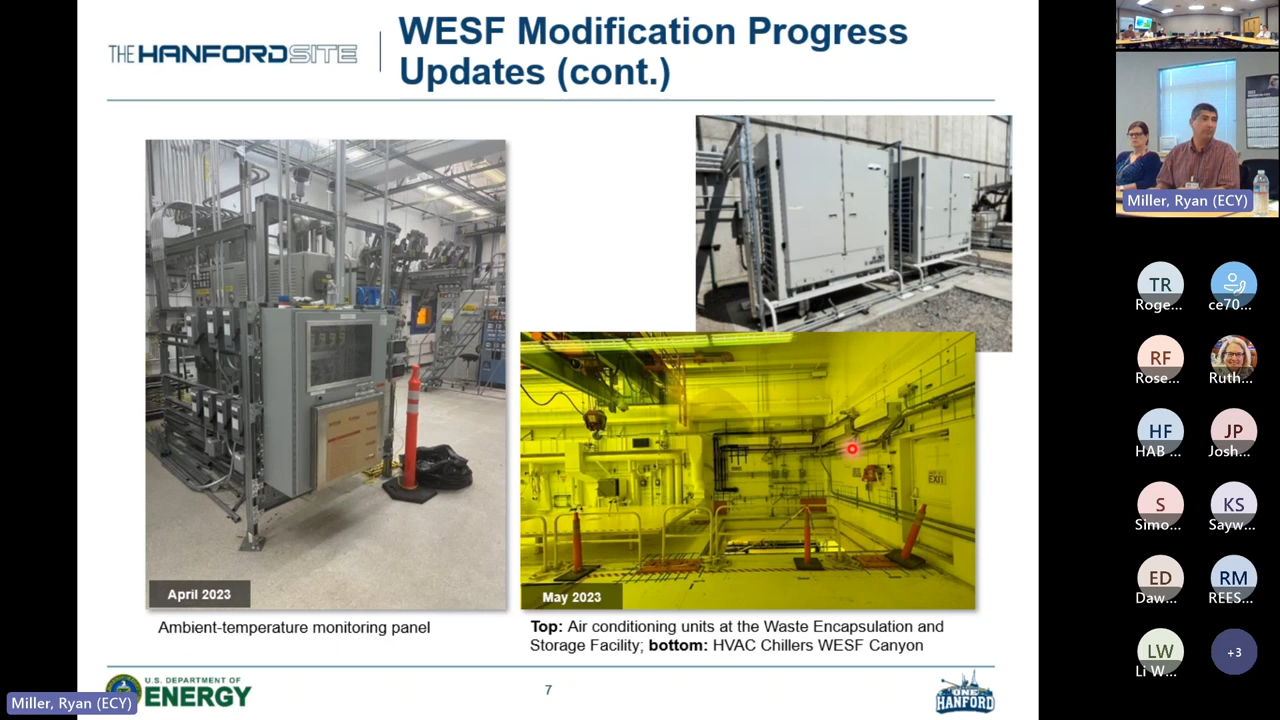 THE HANFORDSITE
WESF Modification Progress
Updates (cont.)
EXIT
April 2023
May 2023
Ambient-temperature monitoring panel
Top: Air conditioning units at the Waste Encapsulation and
Storage Facility; bottom: HVAC Chillers WESF Canyon
U.S. DEPARTMENT OF
ENERGY
7
ONE
HANFORD
Miller, Ryan (ECY)
Miller, Ryan (ECY)
TR
Roge...
ce70...
RF
Rose...
Ruth...
HF
HAB ...
JP
Josh...
S
Simo...
KS
Sayw...
ED
Daw...
RM
REES...
LW
Li W...
+3